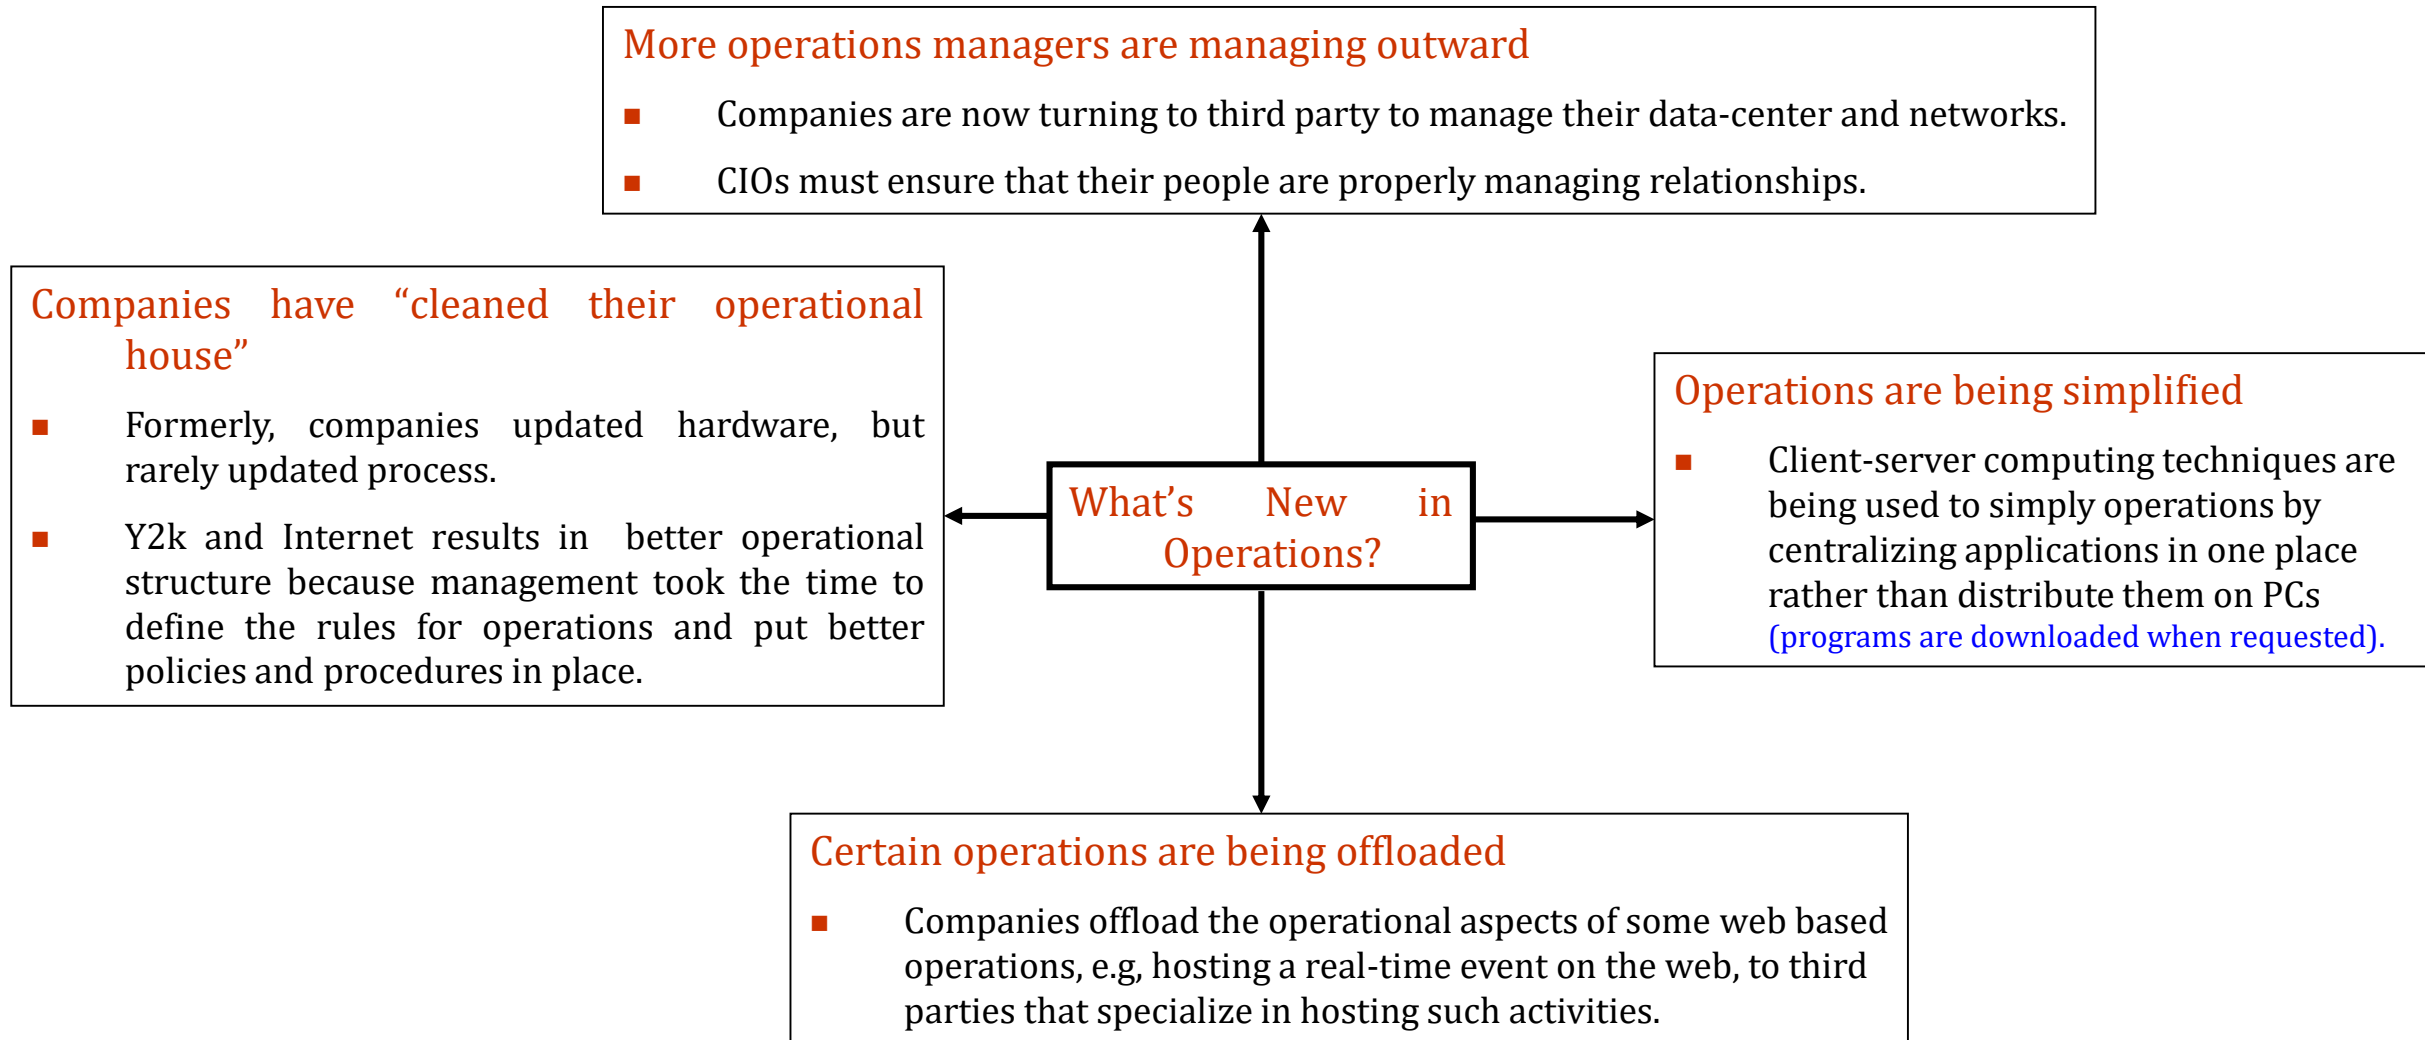 More operations managers are managing outward
■ Companies are now turning to third party to manage their data-center and networks.
■ CIOs must ensure that their people are properly managing relationships.
Companies have “cleaned their operational
house”
■ Formerly, companies updated hardware, but
rarely updated process.
■ Y2k and Internet results in better operational
structure because management took the time to
define the rules for operations and put better
policies and procedures in place.
What’s New in
Operations?
Operations are being simplified
■ Client-server computing techniques are
being used to simply operations by
centralizing applications in one place
rather than distribute them on PCs
(programs are downloaded when requested).
Certain operations are being offloaded
■ Companies offload the operational aspects of some web based
operations, e.g, hosting a real-time event on the web, to third
parties that specialize in hosting such activities.